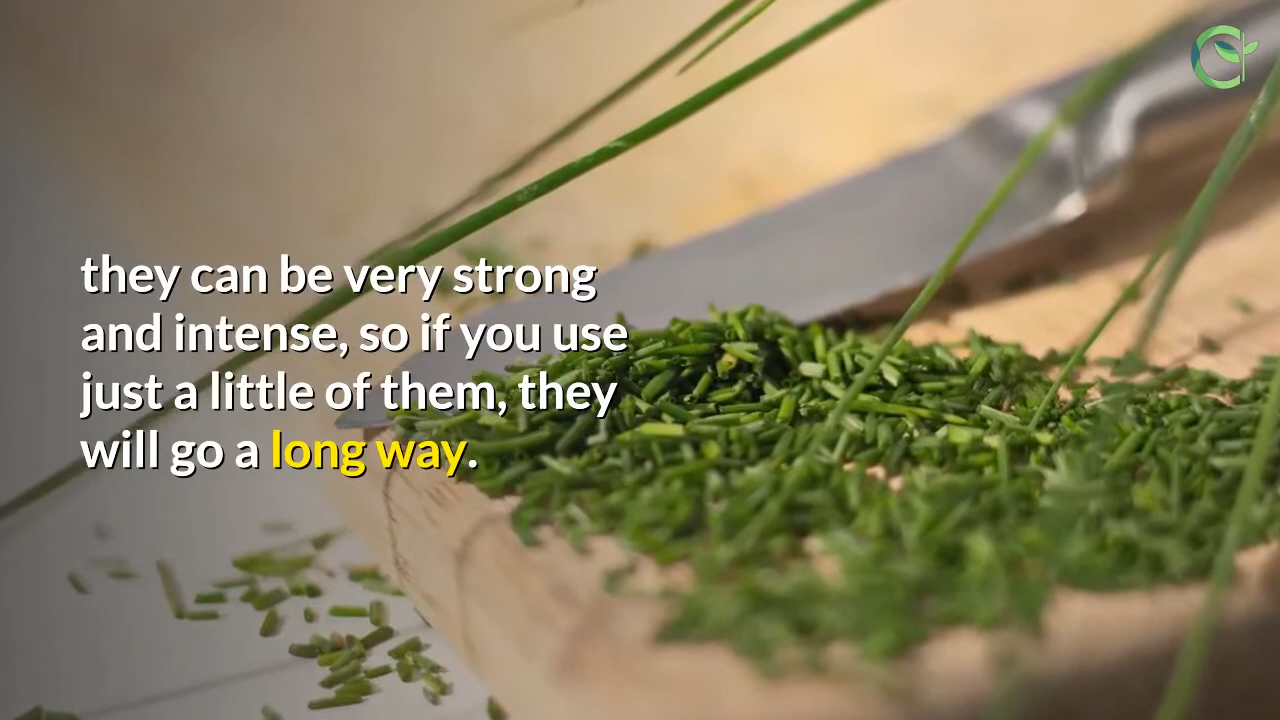 they can be very strong
and intense, so if you use
just a little of them, they
will go a long way.